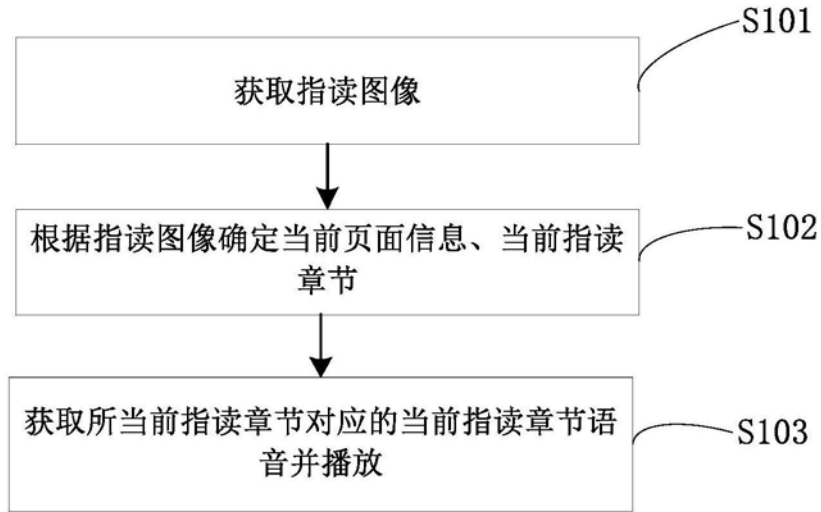 S101
获取指读图像
根据指读图像确定当前页面信息、当前指读
章节
S102
获取所当前指读章节对应的当前指读章节语
音并播放
S103